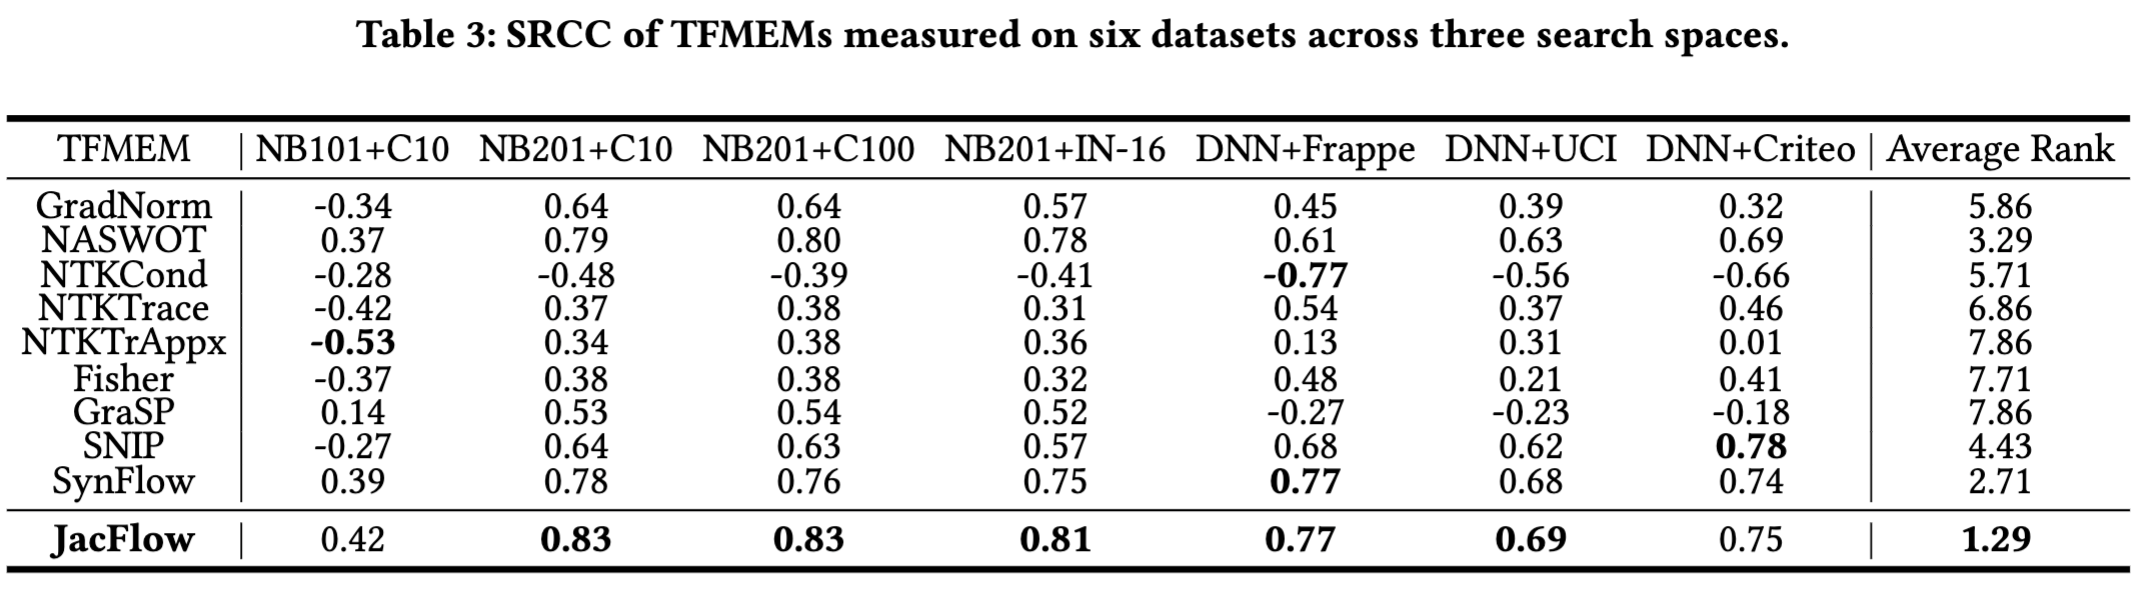 Table 3: SRCC of TFMEMs measured on six datasets across three search spaces.
TFMEM NB101+C10 NB201+C10 NB201+C100 NB201+IN-16 DNN+Frappe DNN+UCI DNN+Criteo Average Rank
GradNorm -0.34 0.64 0.64 0.57 0.45 0.39 0.32 5.86
NASWOT 0.37 0.79 0.80 0.78 0.61 0.63 0.69 3.29
NTKCond -0.28 -0.48 -0.39 -0.41 -0.77 -0.56 -0.66 5.71
NTKTrace -0.42 0.37 0.38 0.31 0.54 0.37 0.46 6.86
NTKTrAppx -0.53 0.34 0.38 0.36 0.13 0.31 0.01 7.86
Fisher -0.37 0.38 0.38 0.32 0.48 0.21 0.41 7.71
GraSP 0.14 0.53 0.54 0.52 -0.27 -0.23 -0.18 7.86
SNIP -0.27 0.64 0.63 0.57 0.68 0.62 0.78 4.43
SynFlow 0.39 0.78 0.76 0.75 0.77 0.68 0.74 2.71
JacFlow 0.42 0.83 0.83 0.81 0.77 0.69 0.75 1.29